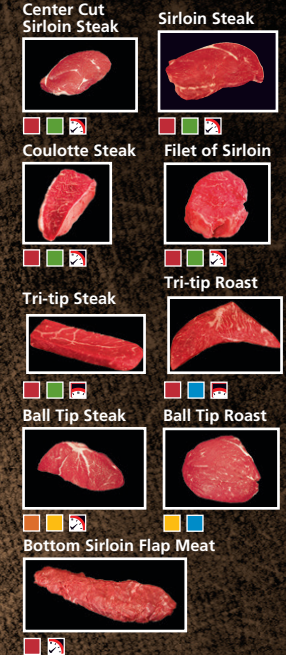 Center Cut
Sirloin Steak
Sirloin Steak
Coulotte Steak
Filet of Sirloin
Tri-tip Steak
Tri-tip Roast
Ball Tip Steak
Ball Tip Roast
Bottom Sirloin Flap Meat